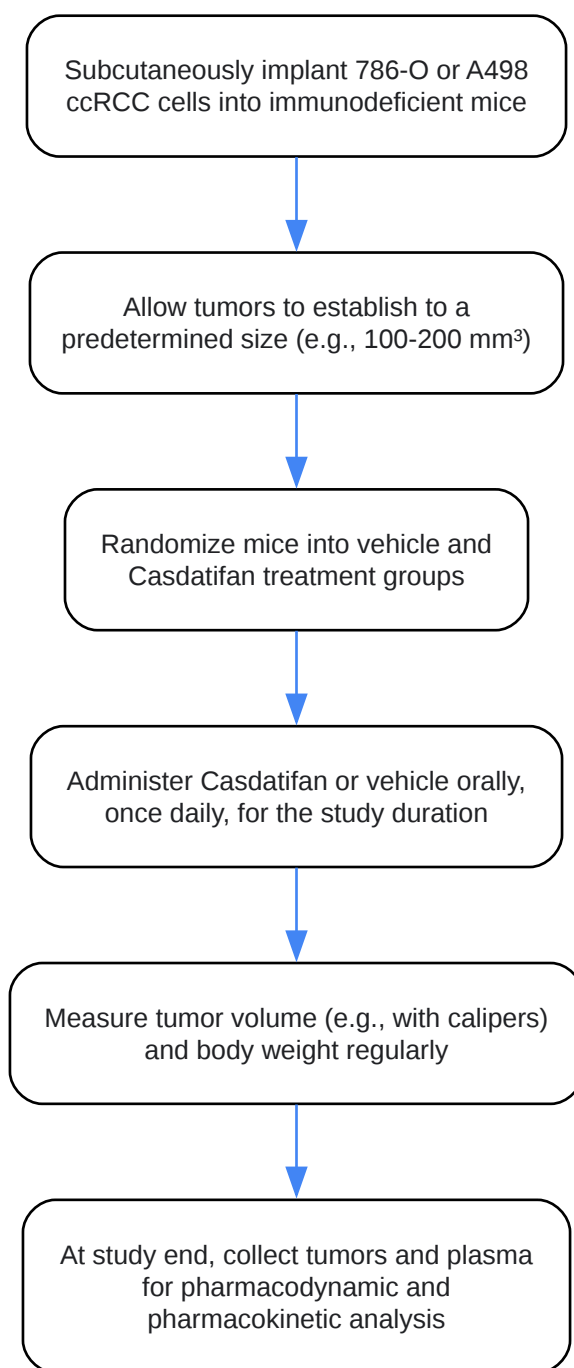 Subcutaneously implant 786-O or A498
ccRCC cells into immunodeficient mice
Allow tumors to establish to a
predetermined size (e.g., 100-200 mm³)
Randomize mice into vehicle and
Casdatifan treatment groups
Administer Casdatifan or vehicle orally,
once daily, for the study duration
Measure tumor volume (e.g., with calipers)
and body weight regularly
At study end, collect tumors and plasma
for pharmacodynamic and
pharmacokinetic analysis